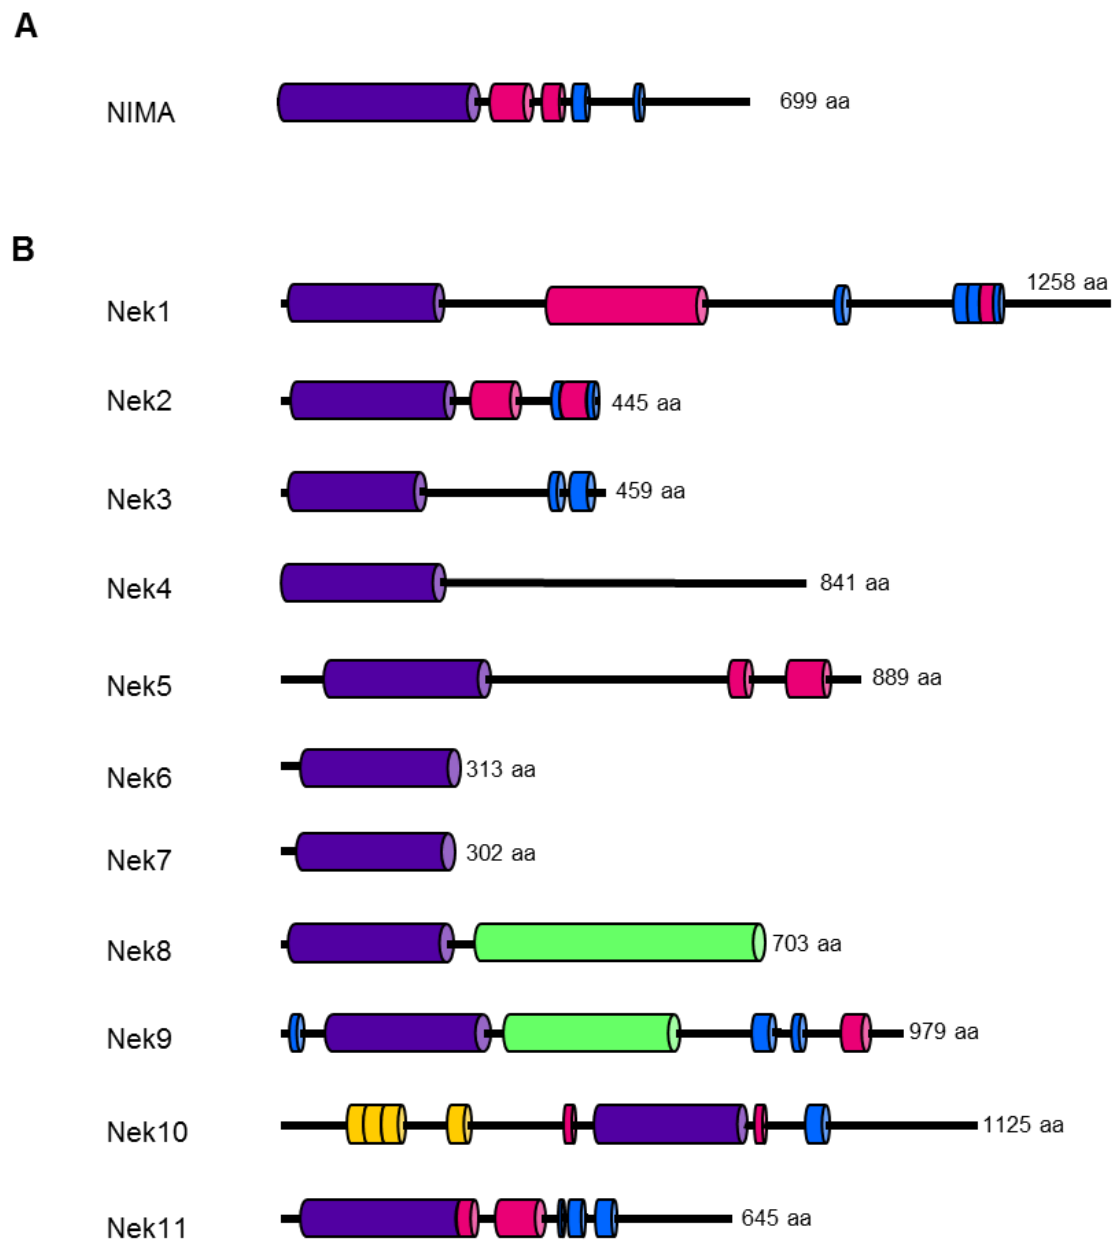 A
NIMA 699 aa
B
Nek1 1258 aa
Nek2 445 aa
Nek3 459 aa
Nek4 841 aa
Nek5 889 aa
Nek6 313 aa
Nek7 302 aa
Nek8 703 aa
Nek9 979 aa
Nek10 1125 aa
Nek11 645 aa